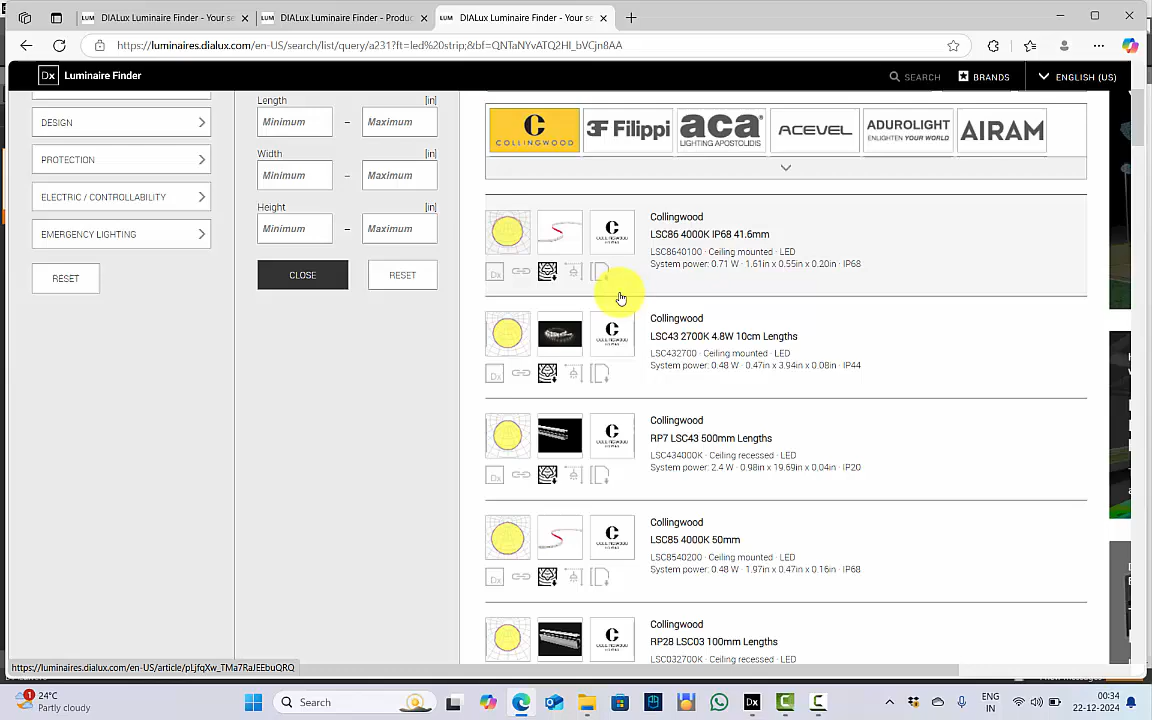 LUM DIALux Luminaire Finder - Your se
LUM DIALux Luminaire Finder - Produc
LUM DIALux Luminaire Finder - Your se
https://luminaires.dialux.com/en-US/search/list/query/a231?ft=led%20strip;&bf=QNTaNYvATQ2HI_bVCjn8AA
Dx Luminaire Finder
SEARCH
BRANDS
ENGLISH (US)
DESIGN
PROTECTION
ELECTRIC / CONTROLLABILITY
EMERGENCY LIGHTING
RESET
Length [in]
Minimum – Maximum
Width [in]
Minimum – Maximum
Height [in]
Minimum – Maximum
CLOSE RESET
C COLLINGWOOD
3F Filippi
aca LIGHTING APOSTOLIDIS
ACEVEL
ADUROLIGHT ENLIGHTEN YOUR WORLD
AIRAM
Collingwood
LSC86 4000K IP68 41.6mm
LSC8640100 · Ceiling mounted · LED
System power: 0.71 W · 1.61in x 0.55in x 0.20in · IP68
Collingwood
LSC43 2700K 4.8W 10cm Lengths
LSC432700 · Ceiling mounted · LED
System power: 0.48 W · 0.47in x 3.94in x 0.08in · IP44
Collingwood
RP7 LSC43 500mm Lengths
LSC434000K · Ceiling recessed · LED
System power: 2.4 W · 0.98in x 19.69in x 0.04in · IP20
Collingwood
LSC85 4000K 50mm
LSC8540200 · Ceiling mounted · LED
System power: 0.48 W · 1.97in x 0.47in x 0.16in · IP68
Collingwood
RP28 LSC03 100mm Lengths
LSC032700K · Ceiling recessed · LED
https://luminaires.dialux.com/en-US/article/pLjfqXw_TMa7RaJEEbuQRQ
1
24°C
Partly cloudy
Search
Dx
ENG
IN
00:34
22-12-2024